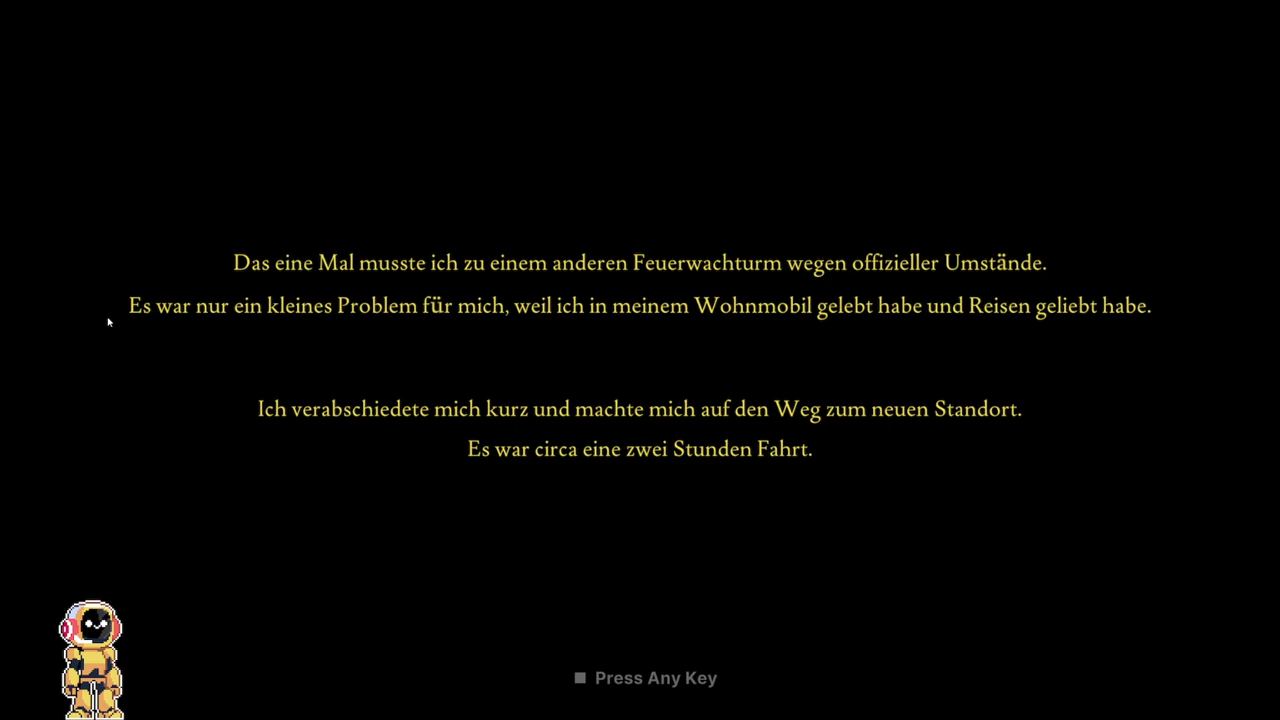 Das eine Mal musste ich zu einem anderen Feuerwachturm wegen offizieller Umstände.
Es war nur ein kleines Problem für mich, weil ich in meinem Wohnmobil gelebt habe und Reisen geliebt habe.
Ich verabschiedete mich kurz und machte mich auf den Weg zum neuen Standort.
Es war circa eine zwei Stunden Fahrt.
Press Any Key